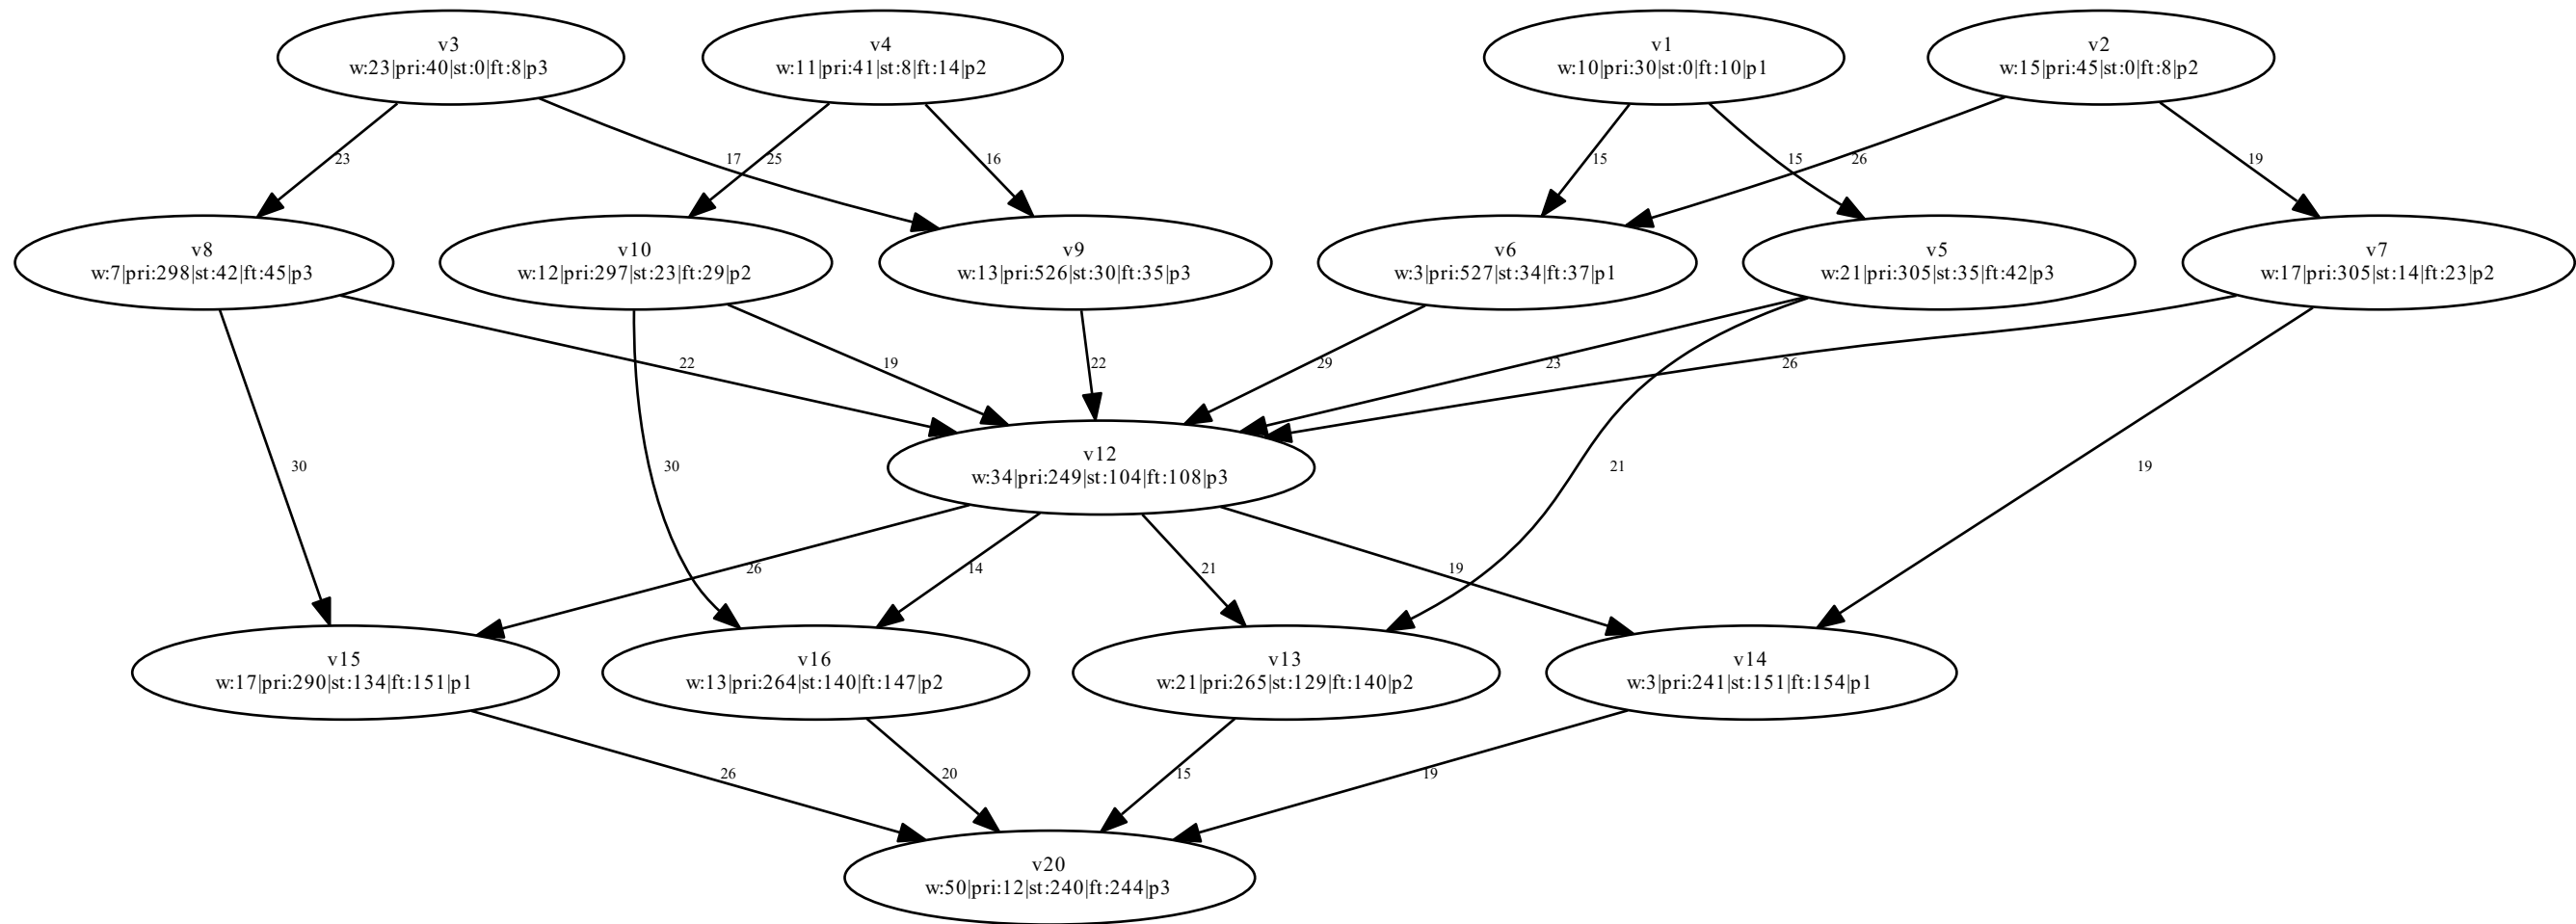 v3
w:23|pri:40|st:0|ft:8|p3
v4
w:11|pri:41|st:8|ft:14|p2
v1
w:10|pri:30|st:0|ft:10|p1
v2
w:15|pri:45|st:0|ft:8|p2
23
17
25
16
15
15
26
19
v8
w:7|pri:298|st:42|ft:45|p3
v10
w:12|pri:297|st:23|ft:29|p2
v9
w:13|pri:526|st:30|ft:35|p3
v6
w:3|pri:527|st:34|ft:37|p1
v5
w:21|pri:305|st:35|ft:42|p3
v7
w:17|pri:305|st:14|ft:23|p2
22
19
22
29
23
26
v12
w:34|pri:249|st:104|ft:108|p3
30
30
21
19
26
14
21
19
v15
w:17|pri:290|st:134|ft:151|p1
v16
w:13|pri:264|st:140|ft:147|p2
v13
w:21|pri:265|st:129|ft:140|p2
v14
w:3|pri:241|st:151|ft:154|p1
26
20
15
19
v20
w:50|pri:12|st:240|ft:244|p3